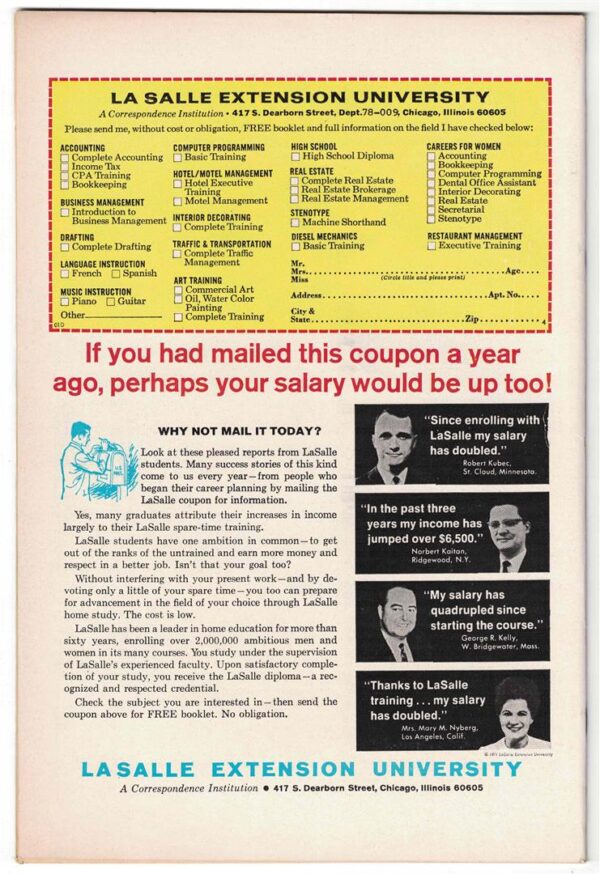 LA SALLE EXTENSION UNIVERSITY
A Correspondence Institution • 417 S. Dearborn Street, Dept.78-009, Chicago, Illinois 60605
Please send me, without cost or obligation, FREE booklet and full information on the field I have checked below:
ACCOUNTING
Complete Accounting
Income Tax
CPA Training
Bookkeeping
BUSINESS MANAGEMENT
Introduction to
Business Management
DRAFTING
Complete Drafting
LANGUAGE INSTRUCTION
French Spanish
MUSIC INSTRUCTION
Piano Guitar
Other
COMPUTER PROGRAMMING
Basic Training
HOTEL/MOTEL MANAGEMENT
Hotel Executive
Training
Motel Management
INTERIOR DECORATING
Complete Training
TRAFFIC & TRANSPORTATION
Complete Traffic
Management
ART TRAINING
Commercial Art
Oil, Water Color
Painting
Complete Training
HIGH SCHOOL
High School Diploma
REAL ESTATE
Complete Real Estate
Real Estate Brokerage
Real Estate Management
STENOTYPE
Machine Shorthand
DIESEL MECHANICS
Basic Training
CAREERS FOR WOMEN
Accounting
Bookkeeping
Computer Programming
Dental Office Assistant
Interior Decorating
Real Estate
Secretarial
Stenotype
RESTAURANT MANAGEMENT
Executive Training
Mr.
Mrs. Age
Miss (Circle title and please print)
Address Apt. No.
City &
State Zip
4
If you had mailed this coupon a year
ago, perhaps your salary would be up too!
WHY NOT MAIL IT TODAY?
U.S.
MAIL
Look at these pleased reports from LaSalle
students. Many success stories of this kind
come to us every year—from people who
began their career planning by mailing the
LaSalle coupon for information.
Yes, many graduates attribute their increases in income
largely to their LaSalle spare-time training.
LaSalle students have one ambition in common—to get
out of the ranks of the untrained and earn more money and
respect in a better job. Isn't that your goal too?
Without interfering with your present work—and by de-
voting only a little of your spare time—you too can prepare
for advancement in the field of your choice through LaSalle
home study. The cost is low.
LaSalle has been a leader in home education for more than
sixty years, enrolling over 2,000,000 ambitious men and
women in its many courses. You study under the supervision
of LaSalle's experienced faculty. Upon satisfactory comple-
tion of your study, you receive the LaSalle diploma—a rec-
ognized and respected credential.
Check the subject you are interested in—then send the
coupon above for FREE booklet. No obligation.
"Since enrolling with
LaSalle my salary
has doubled."
Robert Kubec,
St. Cloud, Minnesota.
"In the past three
years my income has
jumped over $6,500."
Norbert Kaitan,
Ridgewood, N.Y.
"My salary has
quadrupled since
starting the course."
George R. Kelly,
W. Bridgewater, Mass.
"Thanks to LaSalle
training . . . my salary
has doubled."
Mrs. Mary M. Nyberg,
Los Angeles, Calif.
LaSalle Extension University
LA SALLE EXTENSION UNIVERSITY
A Correspondence Institution • 417 S. Dearborn Street, Chicago, Illinois 60605